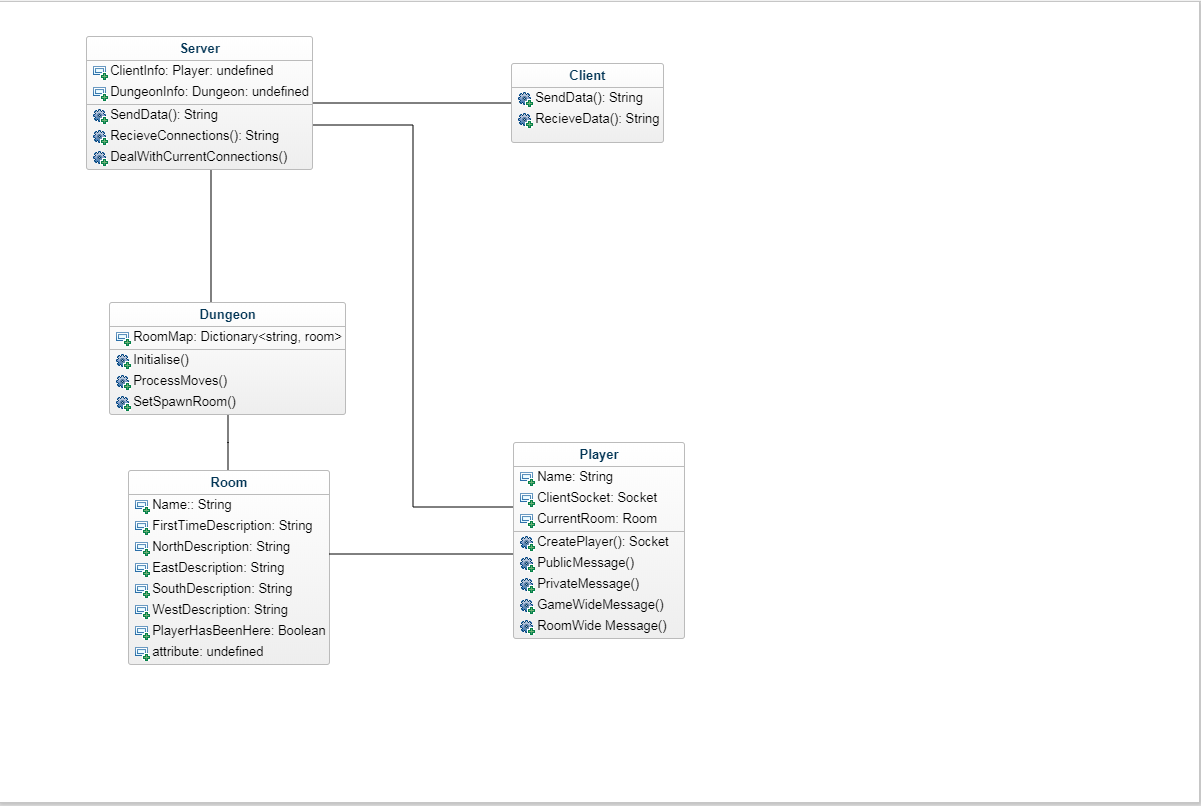 Server
ClientInfo: Player: undefined
DungeonInfo: Dungeon: undefined
SendData(): String
RecieveConnections(): String
DealWithCurrentConnections()
Client
SendData(): String
RecieveData(): String
Dungeon
RoomMap: Dictionary<string, room>
Initialise()
ProcessMoves()
SetSpawnRoom()
Room
Name:: String
FirstTimeDescription: String
NorthDescription: String
EastDescription: String
SouthDescription: String
WestDescription: String
PlayerHasBeenHere: Boolean
attribute: undefined
Player
Name: String
ClientSocket: Socket
CurrentRoom: Room
CreatePlayer(): Socket
PublicMessage()
PrivateMessage()
GameWideMessage()
RoomWide Message()